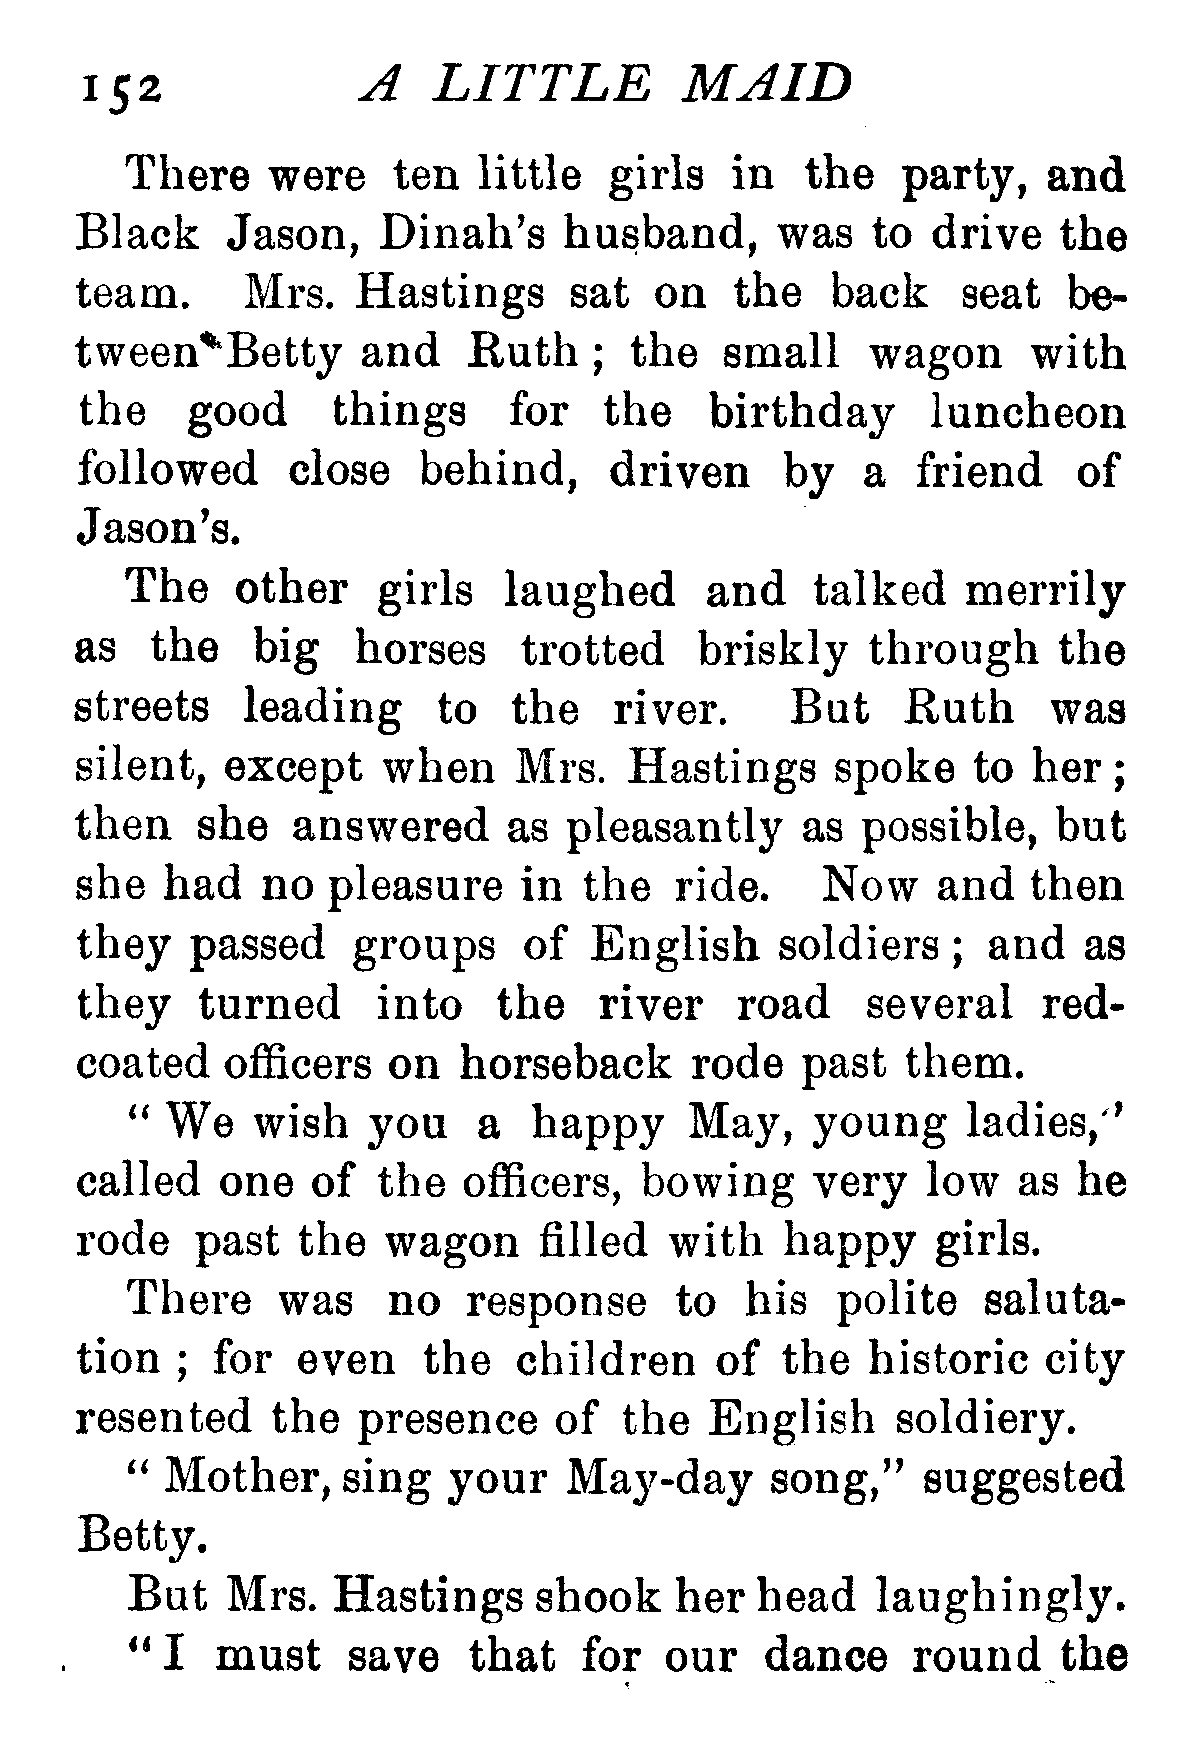 152 A LITTLE MAID
There were ten little girls in the party, and
Black Jason, Dinah's husband, was to drive the
team. Mrs. Hastings sat on the back seat be-
tween Betty and Ruth; the small wagon with
the good things for the birthday luncheon
followed close behind, driven by a friend of
Jason's.
The other girls laughed and talked merrily
as the big horses trotted briskly through the
streets leading to the river. But Ruth was
silent, except when Mrs. Hastings spoke to her;
then she answered as pleasantly as possible, but
she had no pleasure in the ride. Now and then
they passed groups of English soldiers; and as
they turned into the river road several red-
coated officers on horseback rode past them.
"We wish you a happy May, young ladies,"
called one of the officers, bowing very low as he
rode past the wagon filled with happy girls.
There was no response to his polite saluta-
tion; for even the children of the historic city
resented the presence of the English soldiery.
"Mother, sing your May-day song," suggested
Betty.
But Mrs. Hastings shook her head laughingly.
"I must save that for our dance round the